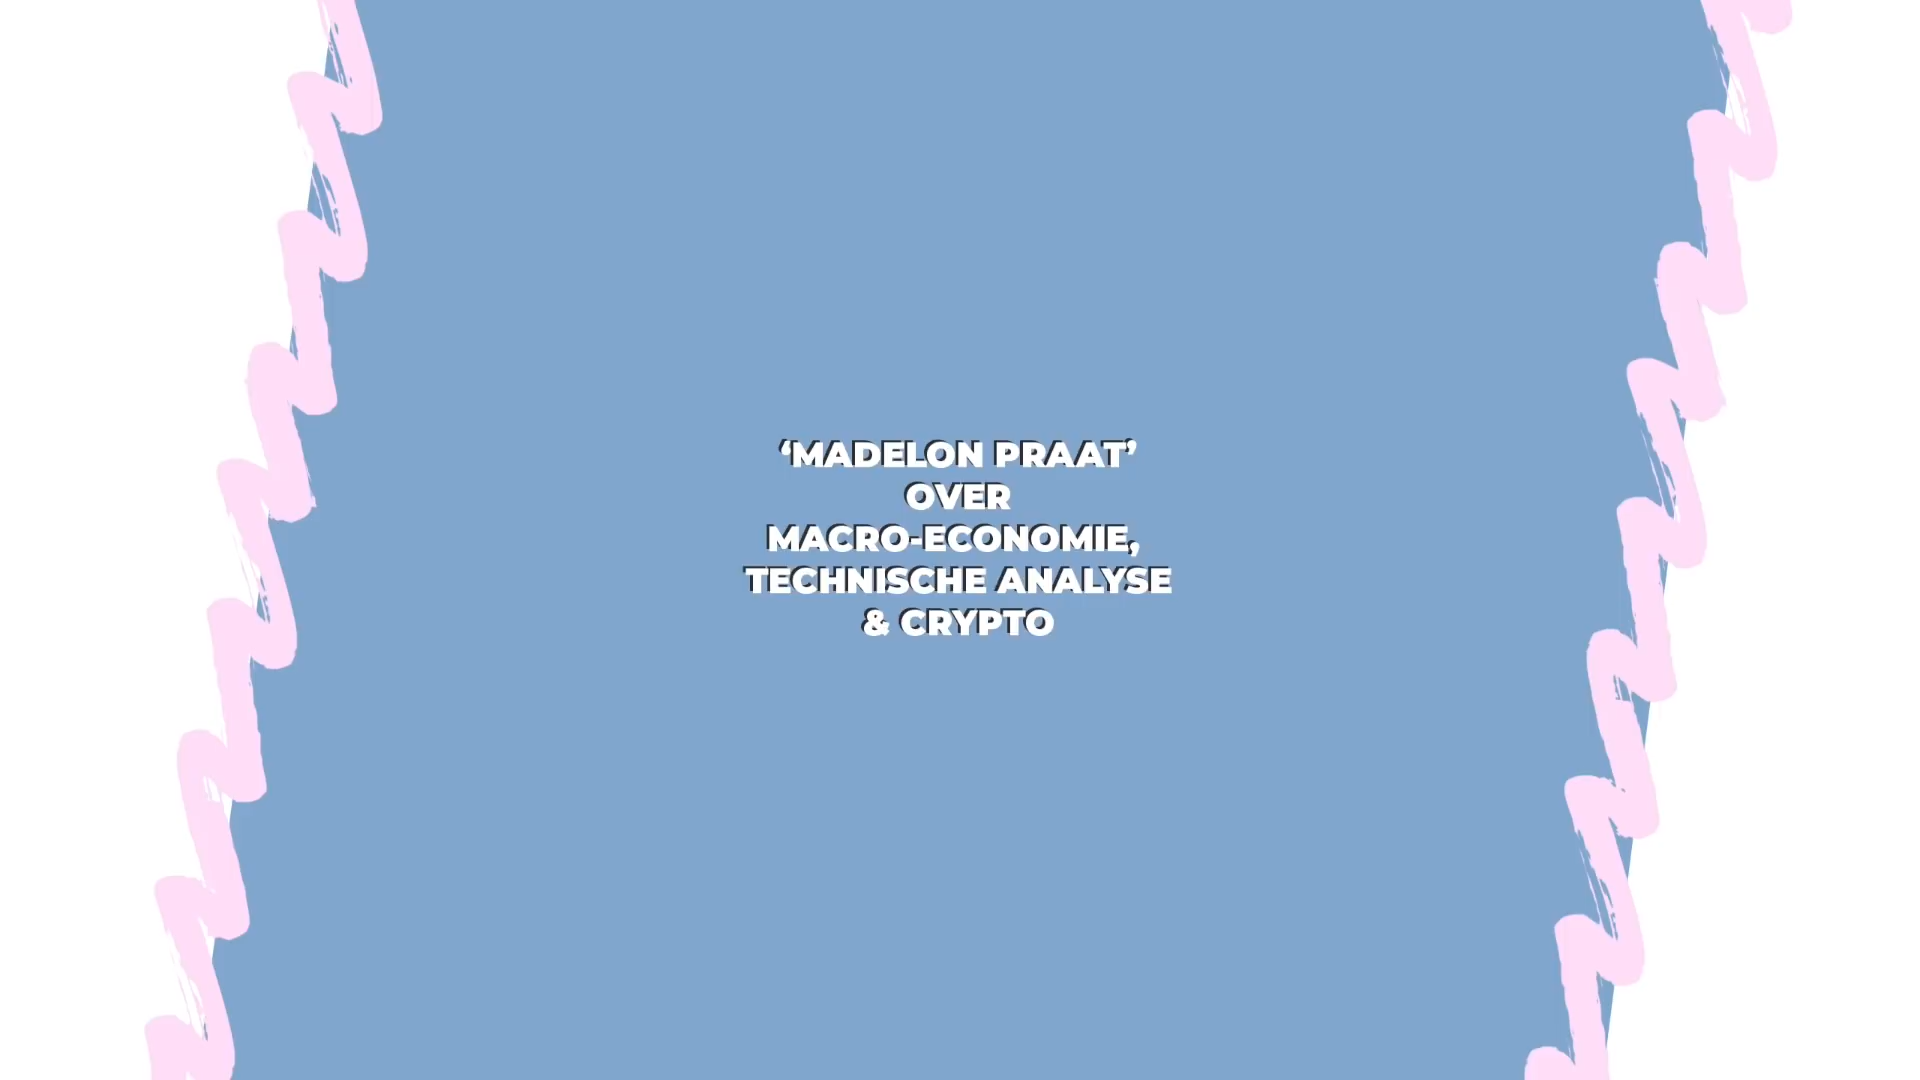 ‘MADELON PRAAT’
OVER
MACRO-ECONOMIE,
TECHNISCHE ANALYSE
& CRYPTO